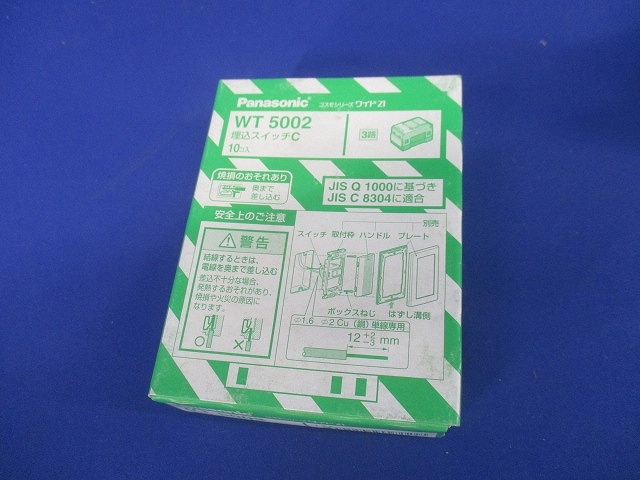 Panasonic コスモシリーズ ワイド21
WT 5002
埋込スイッチC
10コ入
3路
焼損のおそれあり
奥まで
差し込む
JIS Q 1000に基づき
JIS C 8304に適合
安全上のご注意
警告
結線するときは、
電線を奥まで差し込む
差込不十分な場合、
発熱するおそれがあり、
焼損や火災の原因に
なります。
別売
スイッチ 取付枠 ハンドル プレート
ボックスねじ はずし溝側
φ1.6 φ2 Cu (銅) 単線専用
12 +2 -3 mm